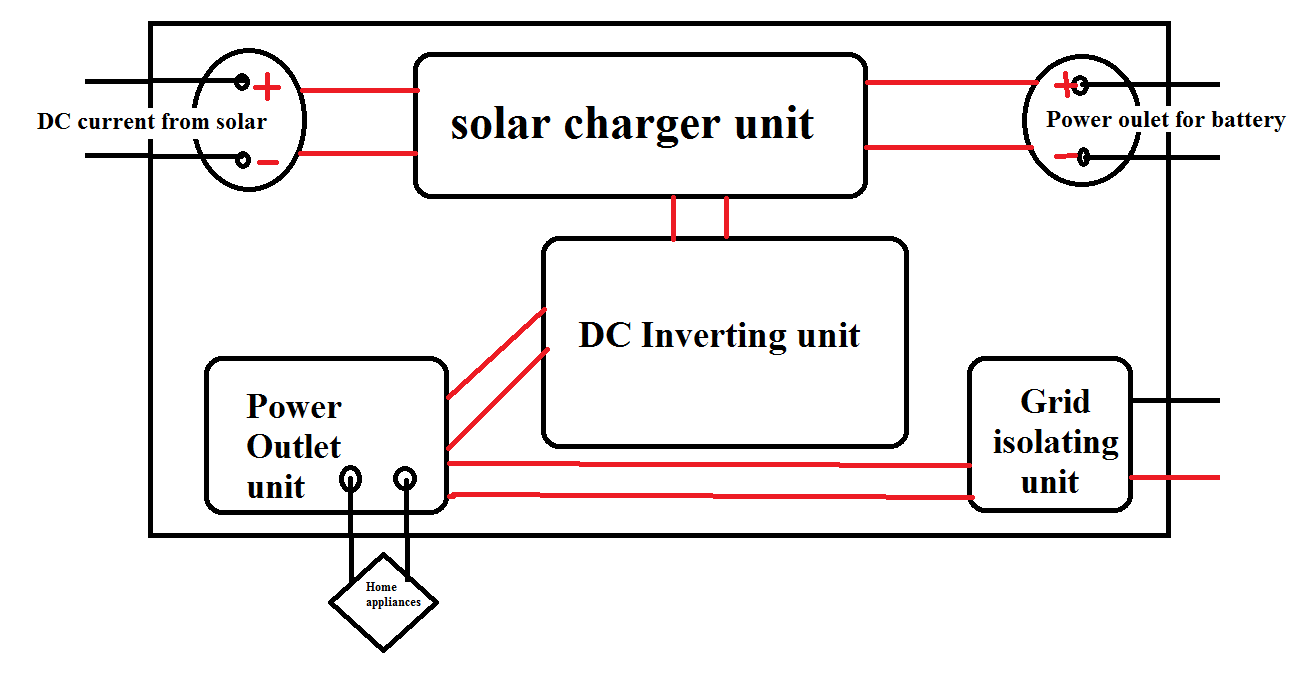 +
DC current from solar
-
solar charger unit
+
Power oulet for battery
-
DC Inverting unit
Power
Outlet
unit
Grid
isolating
unit
Home
appliances